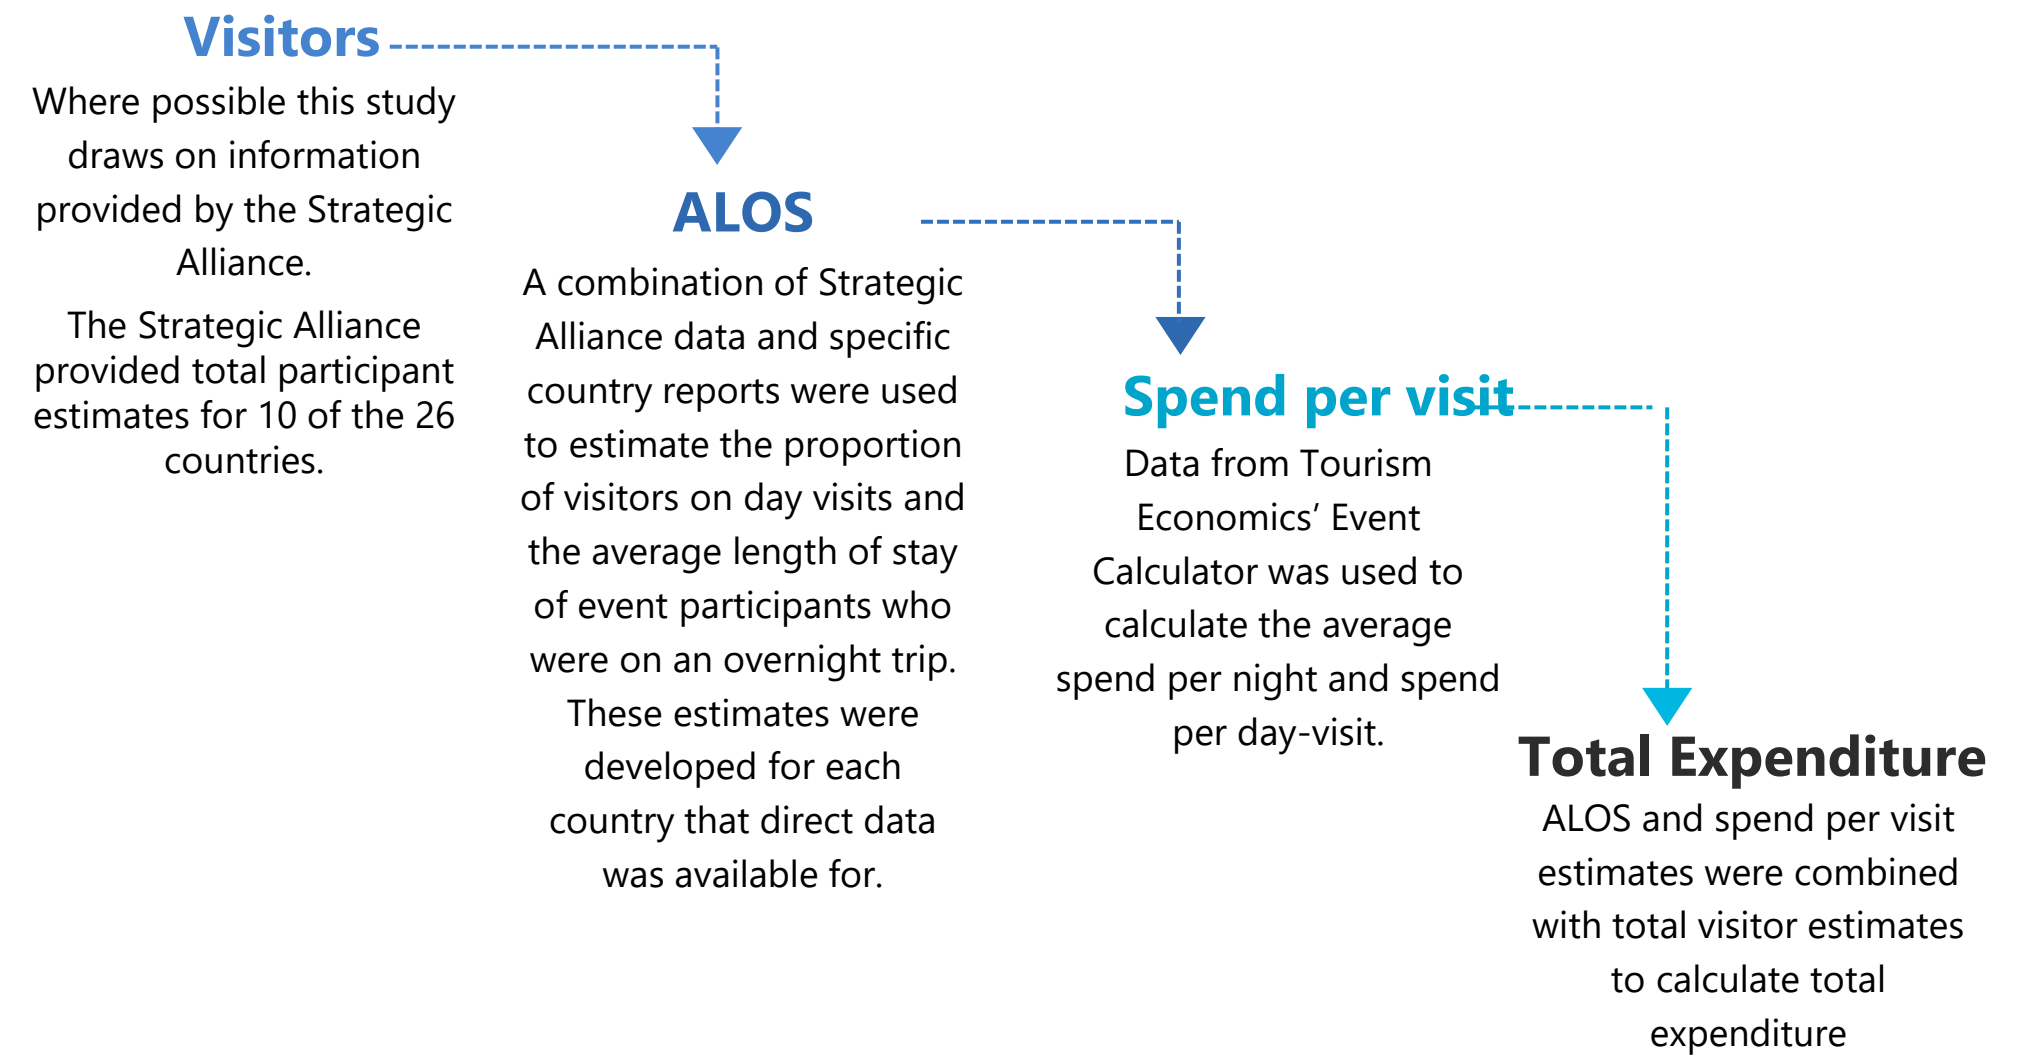 Visitors
Where possible this study
draws on information
provided by the Strategic
Alliance.
The Strategic Alliance
provided total participant
estimates for 10 of the 26
countries.
ALOS
A combination of Strategic
Alliance data and specific
country reports were used
to estimate the proportion
of visitors on day visits and
the average length of stay
of event participants who
were on an overnight trip.
These estimates were
developed for each
country that direct data
was available for.
Spend per visit
Data from Tourism
Economics’ Event
Calculator was used to
calculate the average
spend per night and spend
per day-visit.
Total Expenditure
ALOS and spend per visit
estimates were combined
with total visitor estimates
to calculate total
expenditure